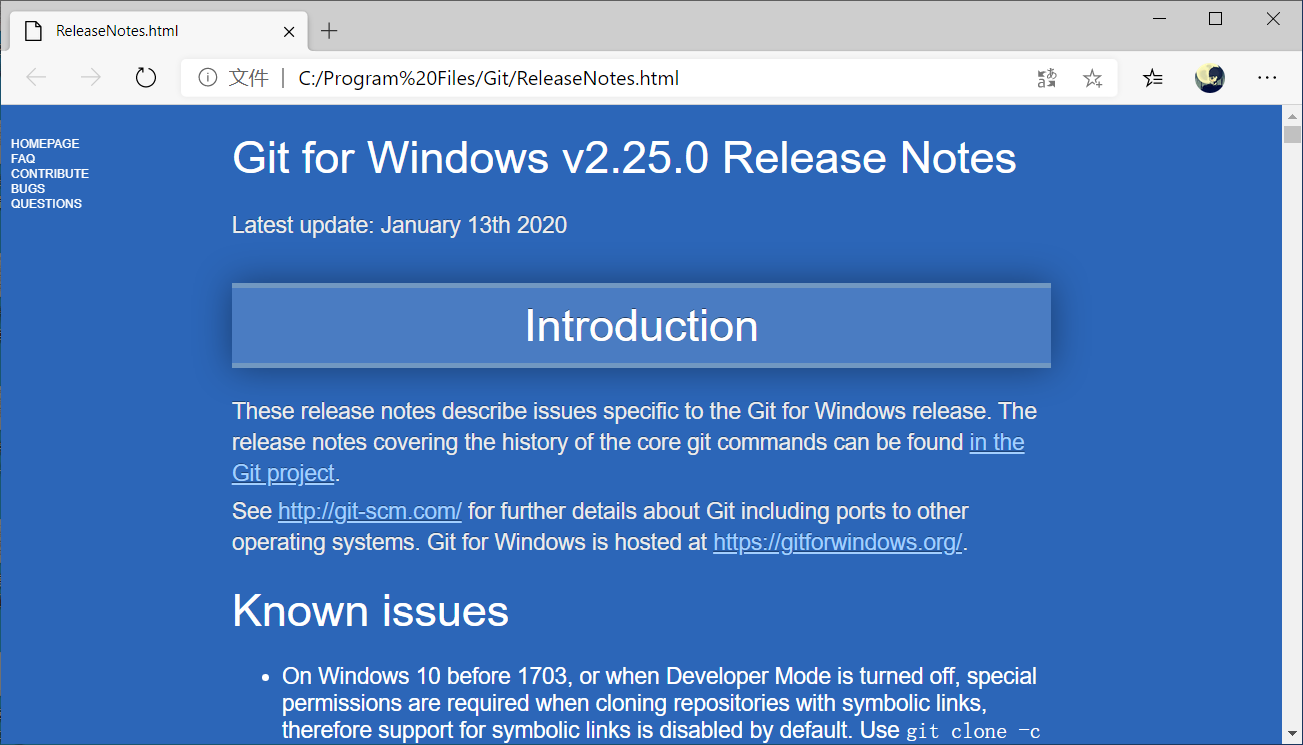 ReleaseNotes.html
文件 | C:/Program%20Files/Git/ReleaseNotes.html
HOMEPAGE
FAQ
CONTRIBUTE
BUGS
QUESTIONS
Git for Windows v2.25.0 Release Notes
Latest update: January 13th 2020
Introduction
These release notes describe issues specific to the Git for Windows release. The
release notes covering the history of the core git commands can be found in the
Git project.
See http://git-scm.com/ for further details about Git including ports to other
operating systems. Git for Windows is hosted at https://gitforwindows.org/.
Known issues
• On Windows 10 before 1703, or when Developer Mode is turned off, special
permissions are required when cloning repositories with symbolic links,
therefore support for symbolic links is disabled by default. Use git clone -c